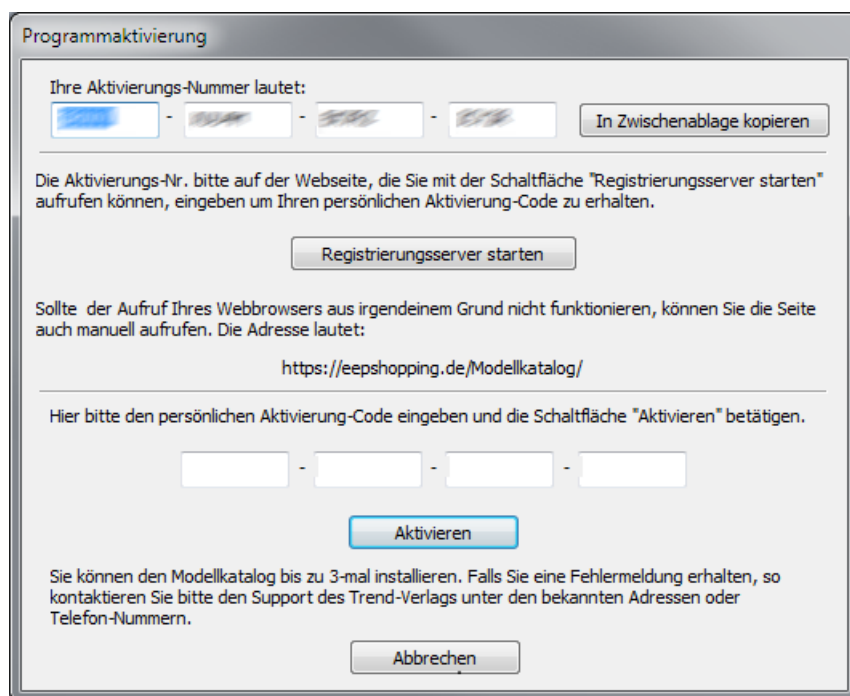 Programmaktivierung
Ihre Aktivierungs-Nummer lautet:
- - - In Zwischenablage kopieren
Die Aktivierungs-Nr. bitte auf der Webseite, die Sie mit der Schaltfläche "Registrierungsserver starten"
aufrufen können, eingeben um Ihren persönlichen Aktivierung-Code zu erhalten.
Registrierungsserver starten
Sollte der Aufruf Ihres Webbrowsers aus irgendeinem Grund nicht funktionieren, können Sie die Seite
auch manuell aufrufen. Die Adresse lautet:
https://eepshopping.de/Modellkatalog/
Hier bitte den persönlichen Aktivierung-Code eingeben und die Schaltfläche "Aktivieren" betätigen.
- - -
Aktivieren
Sie können den Modellkatalog bis zu 3-mal installieren. Falls Sie eine Fehlermeldung erhalten, so
kontaktieren Sie bitte den Support des Trend-Verlags unter den bekannten Adressen oder
Telefon-Nummern.
Abbrechen